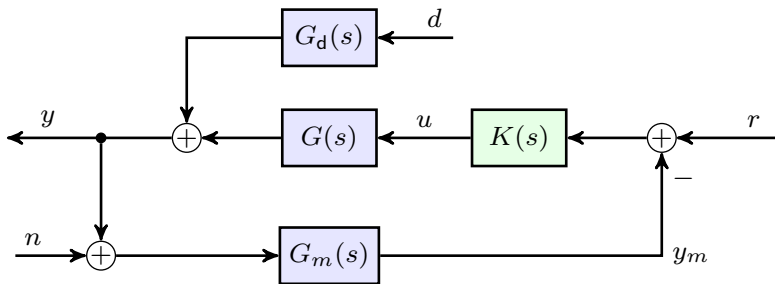 G_d(s) d
y + G(s) u K(s) + r
−
n + G_m(s) y_m